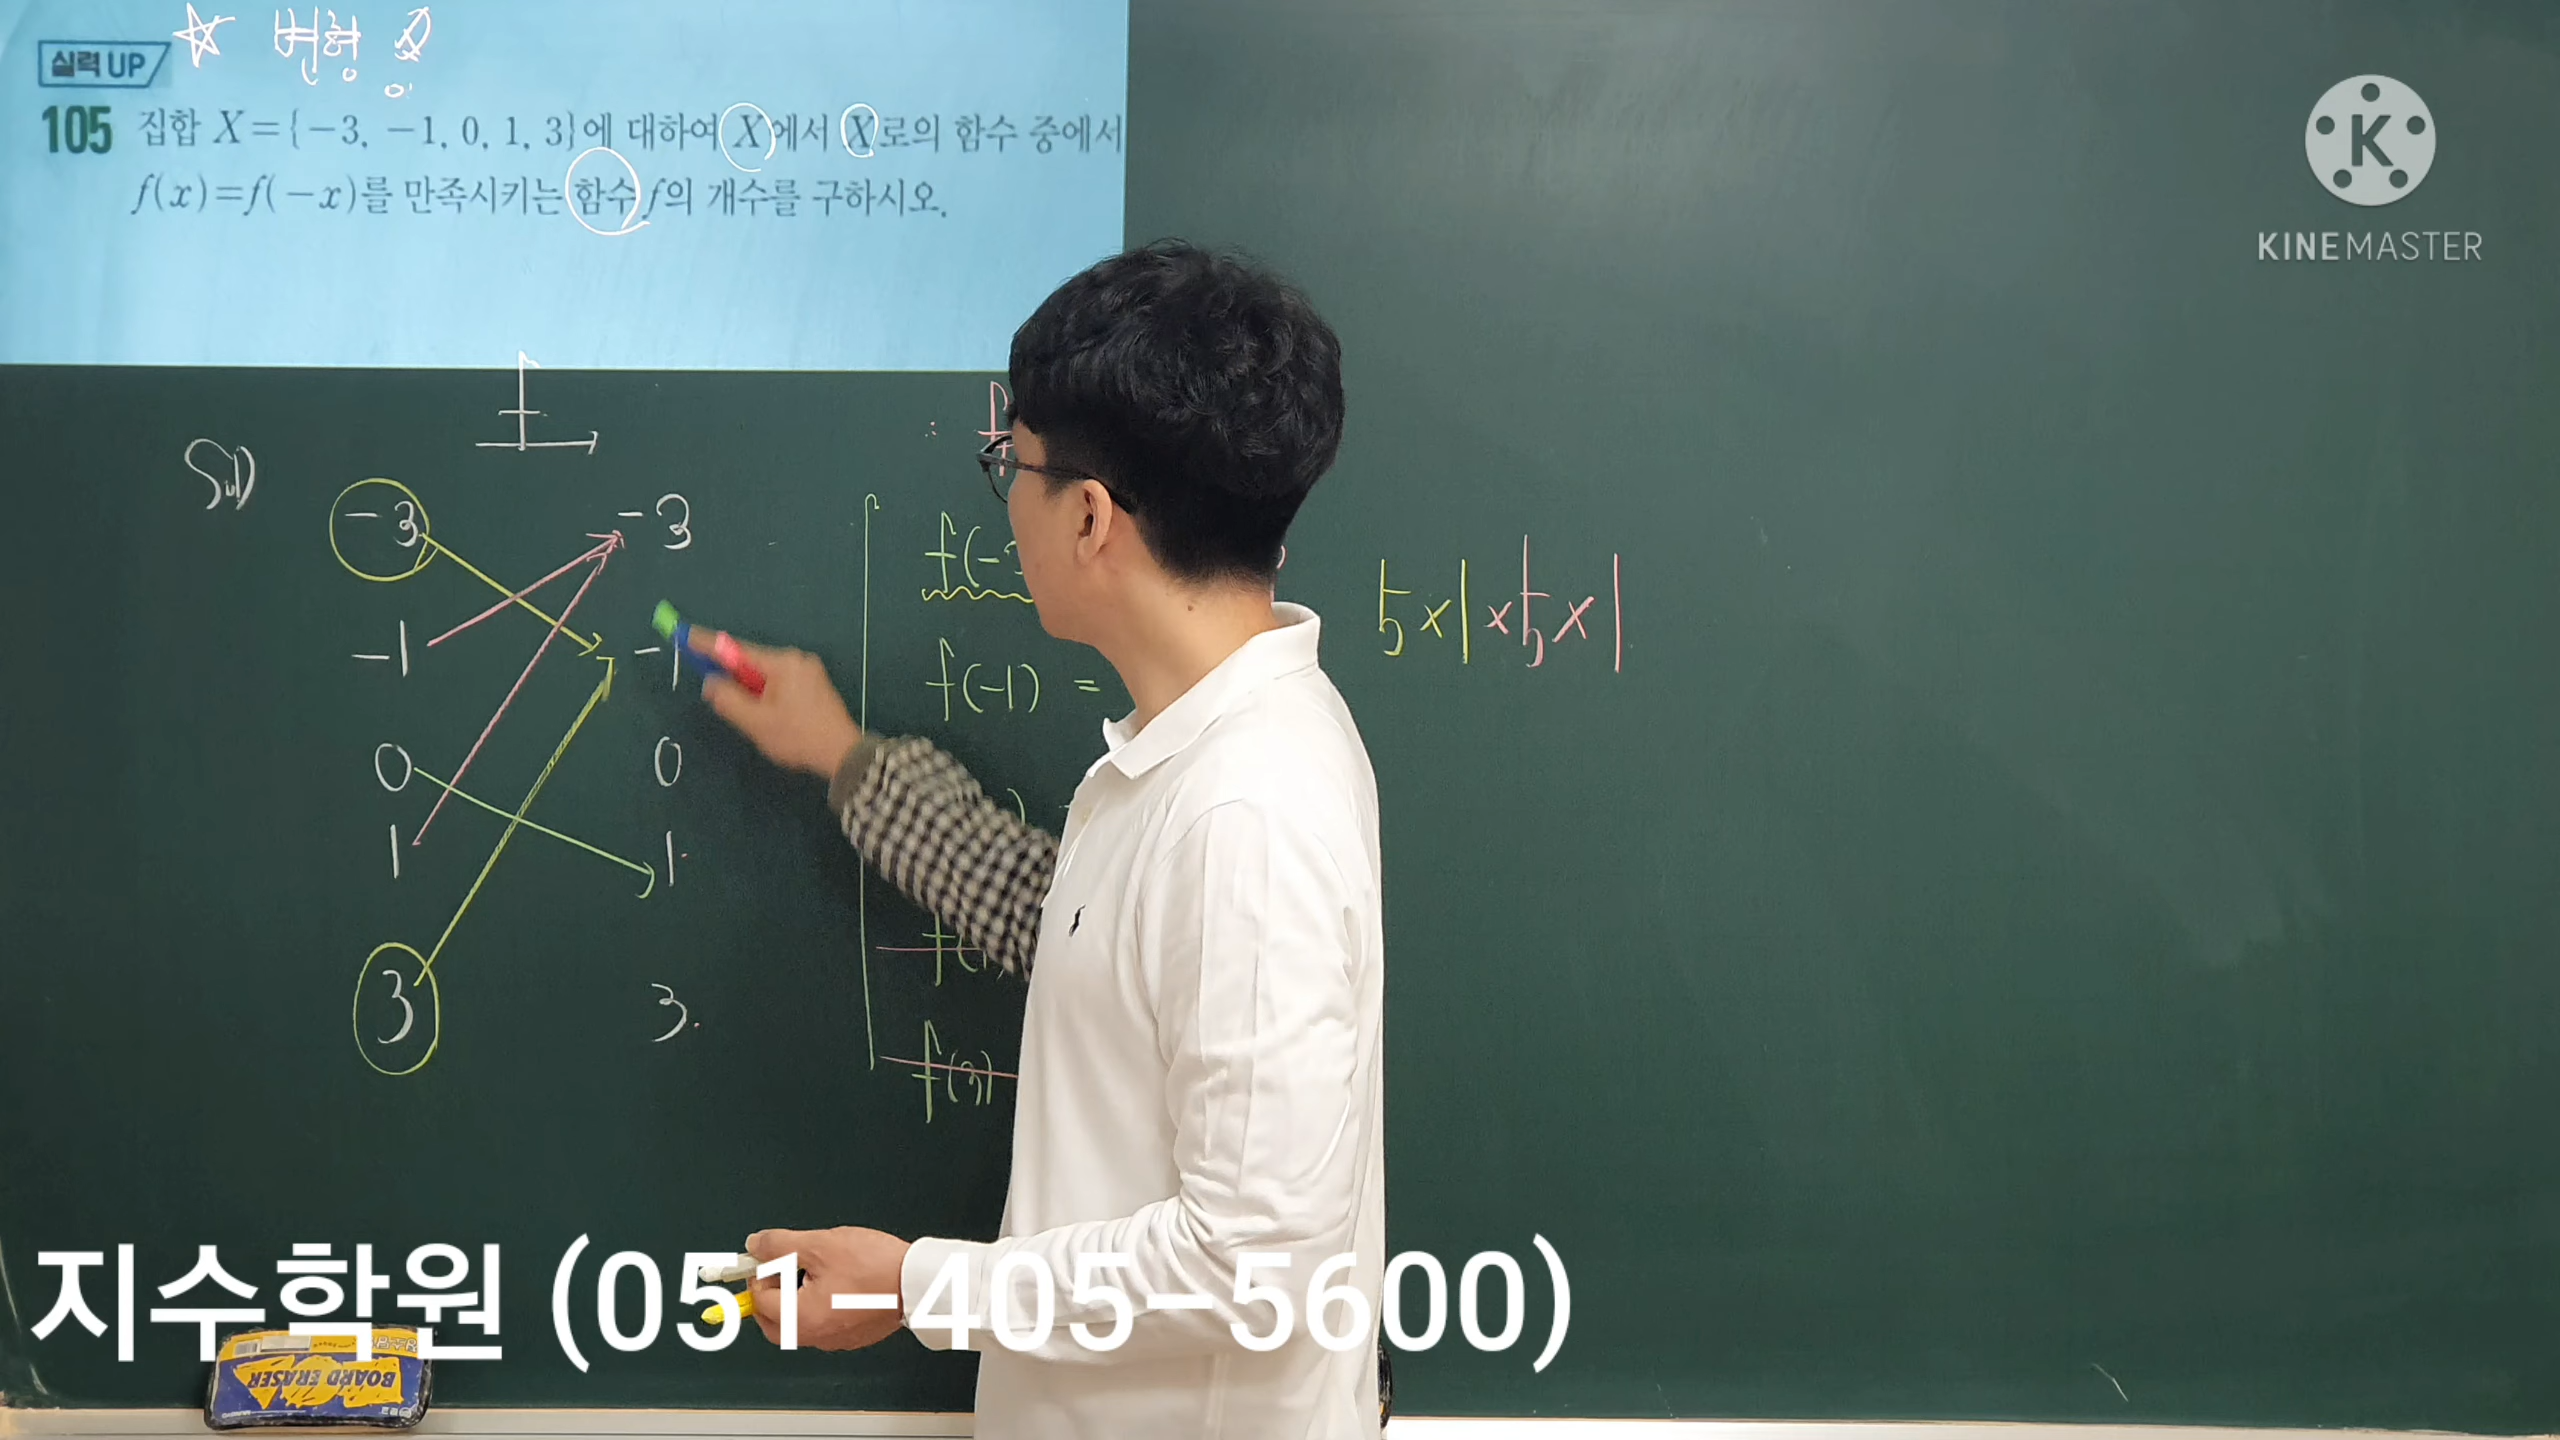 ☆ 변형
실력 UP
105 집합 X={-3, -1, 0, 1, 3}에 대하여 X에서 X로의 함수 중에서
f(x)=f(-x)를 만족시키는 함수 f의 개수를 구하시오.
KINEMASTER
f
Sol)
-3 -3
-1 -1
0 0
1 1
3 3
f(-3
f(-1) =
f(1)
f(3)
5×1×5×1
지수학원 (051-405-5600)
BOARD ERASER